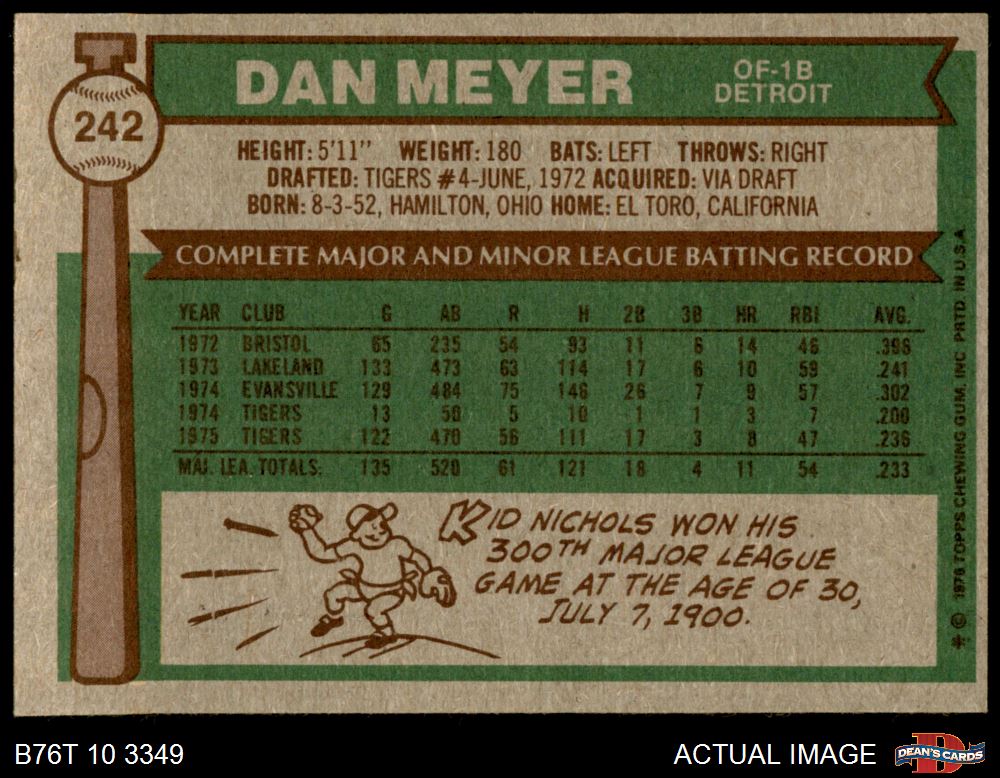 242
DAN MEYER
OF-1B
DETROIT
HEIGHT: 5'11" WEIGHT: 180 BATS: LEFT THROWS: RIGHT
DRAFTED: TIGERS #4-JUNE, 1972 ACQUIRED: VIA DRAFT
BORN: 8-3-52, HAMILTON, OHIO HOME: EL TORO, CALIFORNIA
COMPLETE MAJOR AND MINOR LEAGUE BATTING RECORD
YEAR CLUB G AB R H 2B 3B HR RBI AVG.
1972 BRISTOL 65 235 54 93 11 6 14 46 .396
1973 LAKELAND 133 473 63 114 17 6 10 59 .241
1974 EVANSVILLE 129 484 75 146 26 7 9 57 .302
1974 TIGERS 13 50 5 10 1 1 3 7 .200
1975 TIGERS 122 470 56 111 17 3 8 47 .236
MAJ. LEA. TOTALS: 135 520 61 121 18 4 11 54 .233
KID NICHOLS WON HIS
300TH MAJOR LEAGUE
GAME AT THE AGE OF 30,
JULY 7, 1900.
* © 1976 TOPPS CHEWING GUM, INC. PRTD. IN U.S.A.
B76T 10 3349
ACTUAL IMAGE
DEAN'S CARDS